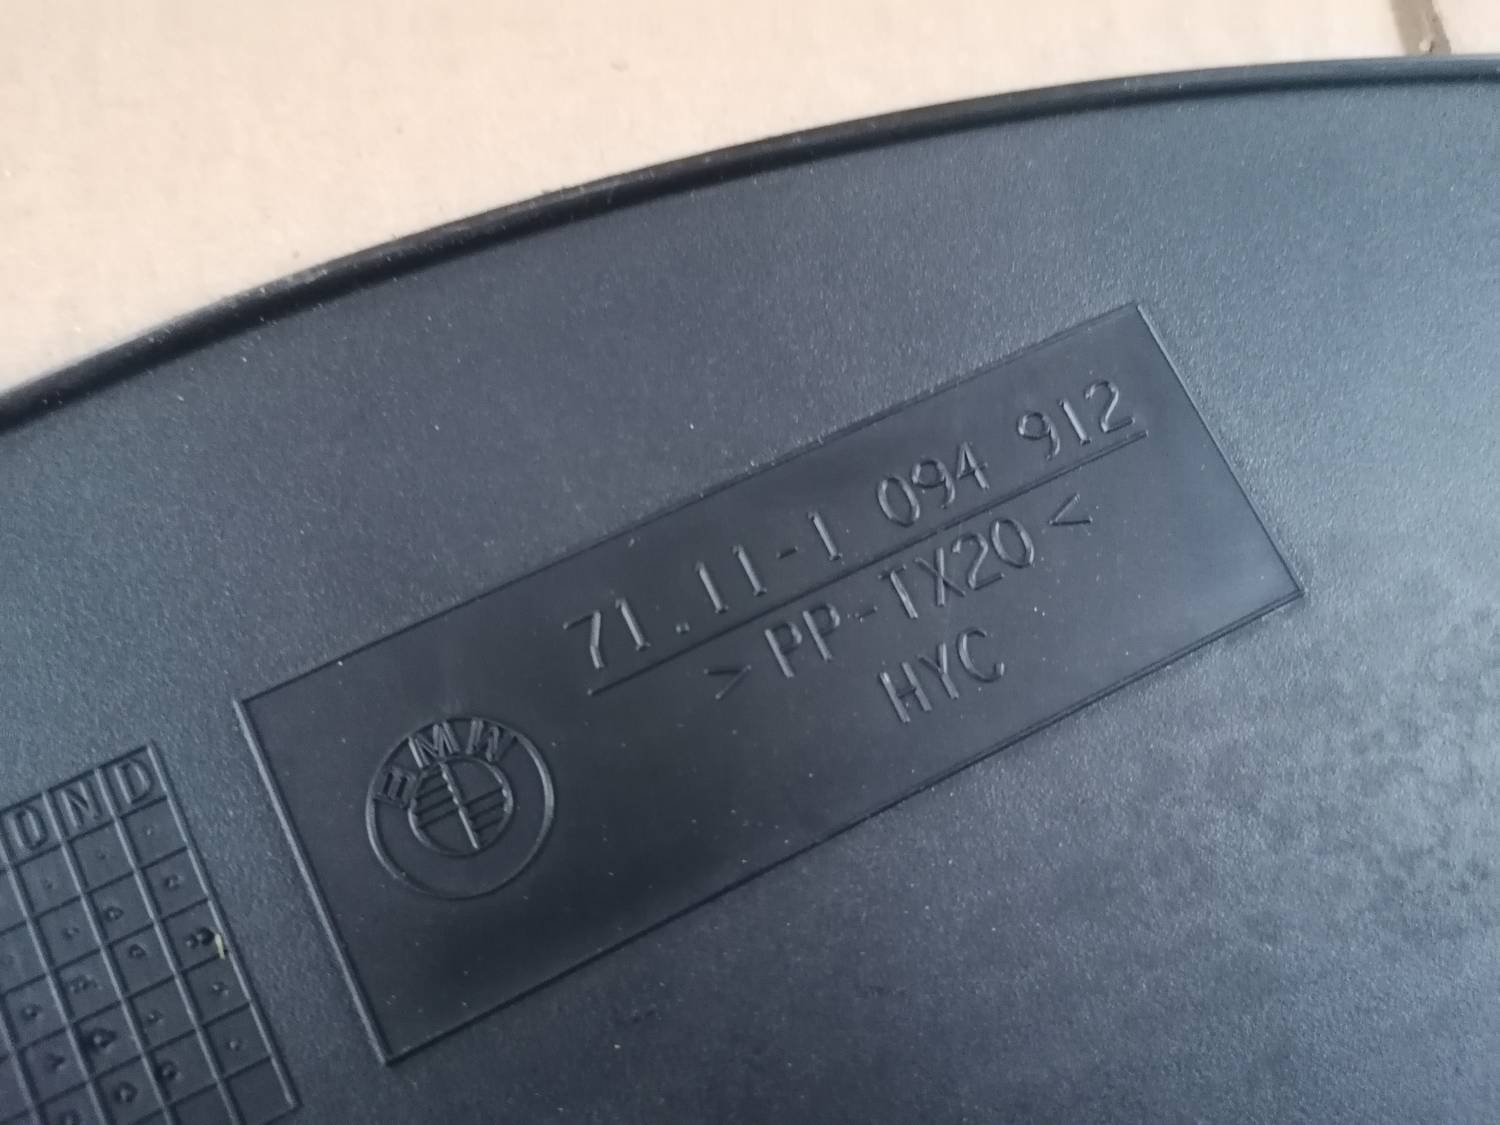 71.11-1 094 912
>PP-TX20<
HYC
BMW
O N D